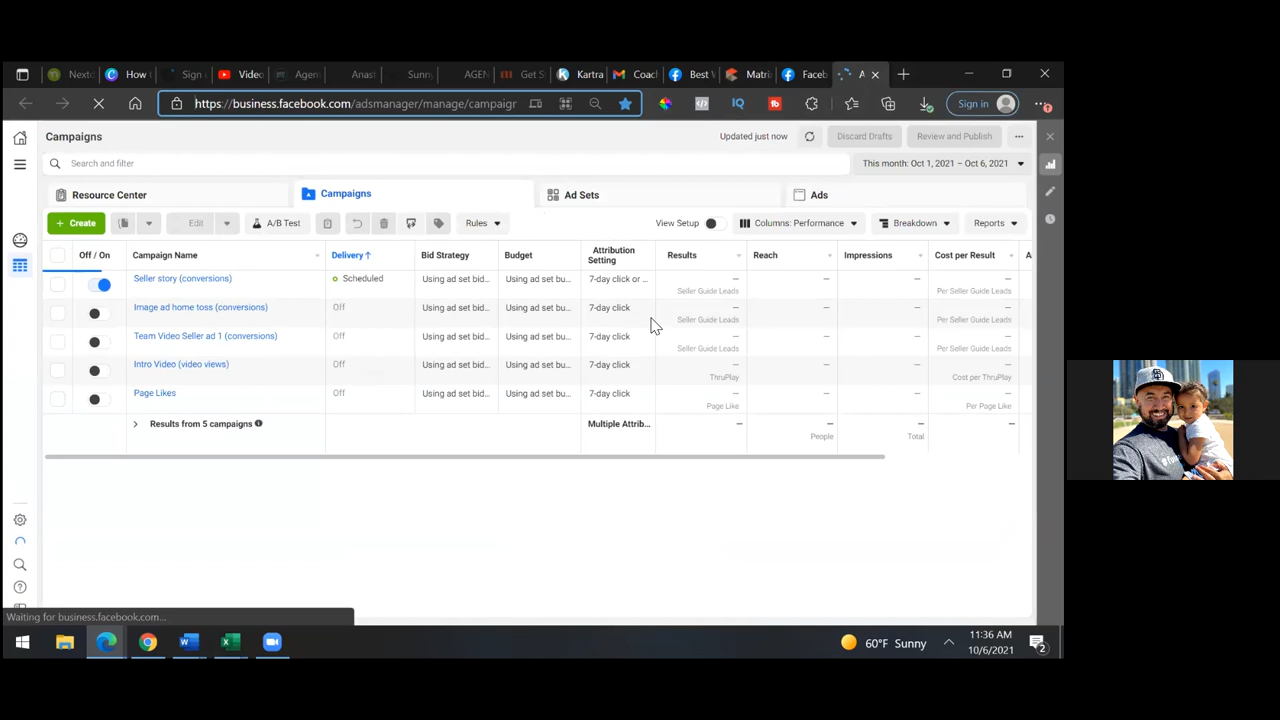 Nextd How Sign Video Agen Anast Sunny AGEN Get S Kartra Coac Best V Matri Faceb A
https://business.facebook.com/adsmanager/manage/campaigr IQ Sign in
Campaigns Updated just now Discard Drafts Review and Publish
Search and filter This month: Oct 1, 2021 – Oct 6, 2021
Resource Center Campaigns Ad Sets Ads
+ Create Edit A/B Test Rules View Setup Columns: Performance Breakdown Reports
Off / On Campaign Name Delivery ↑ Bid Strategy Budget Attribution Setting Results Reach Impressions Cost per Result A
Seller story (conversions) Scheduled Using ad set bid... Using ad set bu... 7-day click or ... — — — —
Seller Guide Leads Per Seller Guide Leads
Image ad home toss (conversions) Off Using ad set bid... Using ad set bu... 7-day click — — — —
Seller Guide Leads Per Seller Guide Leads
Team Video Seller ad 1 (conversions) Off Using ad set bid... Using ad set bu... 7-day click — — — —
Seller Guide Leads Per Seller Guide Leads
Intro Video (video views) Off Using ad set bid... Using ad set bu... 7-day click — — — —
ThruPlay Cost per ThruPlay
Page Likes Off Using ad set bid... Using ad set bu... 7-day click — — — —
Page Like Per Page Like
Results from 5 campaigns Multiple Attrib... — — — —
People Total
Waiting for business.facebook.com...
60°F Sunny 11:36 AM
10/6/2021 2